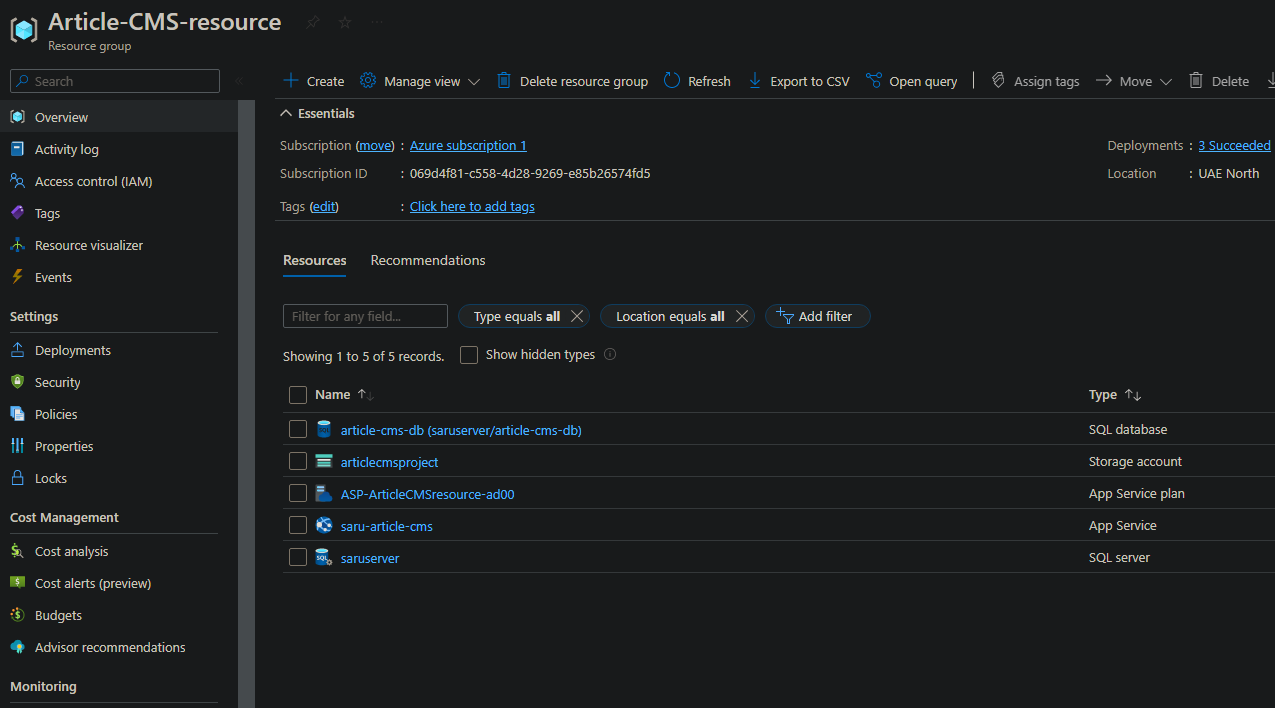 Article-CMS-resource
Resource group
Search
Create Manage view Delete resource group Refresh Export to CSV Open query Assign tags Move Delete
Overview
Activity log
Access control (IAM)
Tags
Resource visualizer
Events
Settings
Deployments
Security
Policies
Properties
Locks
Cost Management
Cost analysis
Cost alerts (preview)
Budgets
Advisor recommendations
Monitoring
Essentials
Subscription (move) : Azure subscription 1
Deployments : 3 Succeeded
Subscription ID : 069d4f81-c558-4d28-9269-e85b26574fd5
Location : UAE North
Tags (edit) : Click here to add tags
Resources Recommendations
Filter for any field... Type equals all Location equals all Add filter
Showing 1 to 5 of 5 records. Show hidden types
Name Type
article-cms-db (saruserver/article-cms-db) SQL database
articlecmsproject Storage account
ASP-ArticleCMSresource-ad00 App Service plan
saru-article-cms App Service
saruserver SQL server